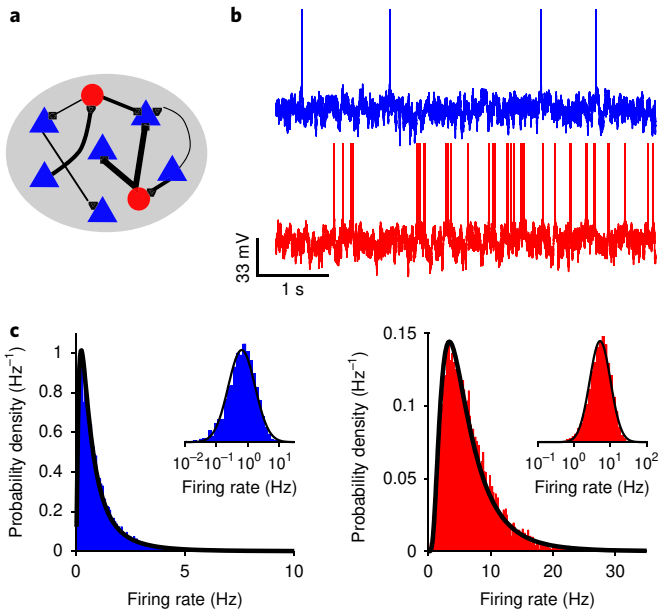 a
b
33 mV
1 s
c
Probability density (Hz⁻¹)
1
0.8
0.6
0.4
0.2
0
0
5
10
Firing rate (Hz)
10⁻² 10⁻¹ 10⁰ 10¹
Firing rate (Hz)
Probability density (Hz⁻¹)
0.15
0.1
0.05
0
0
10
20
30
Firing rate (Hz)
10⁻¹ 10⁰ 10¹ 10²
Firing rate (Hz)